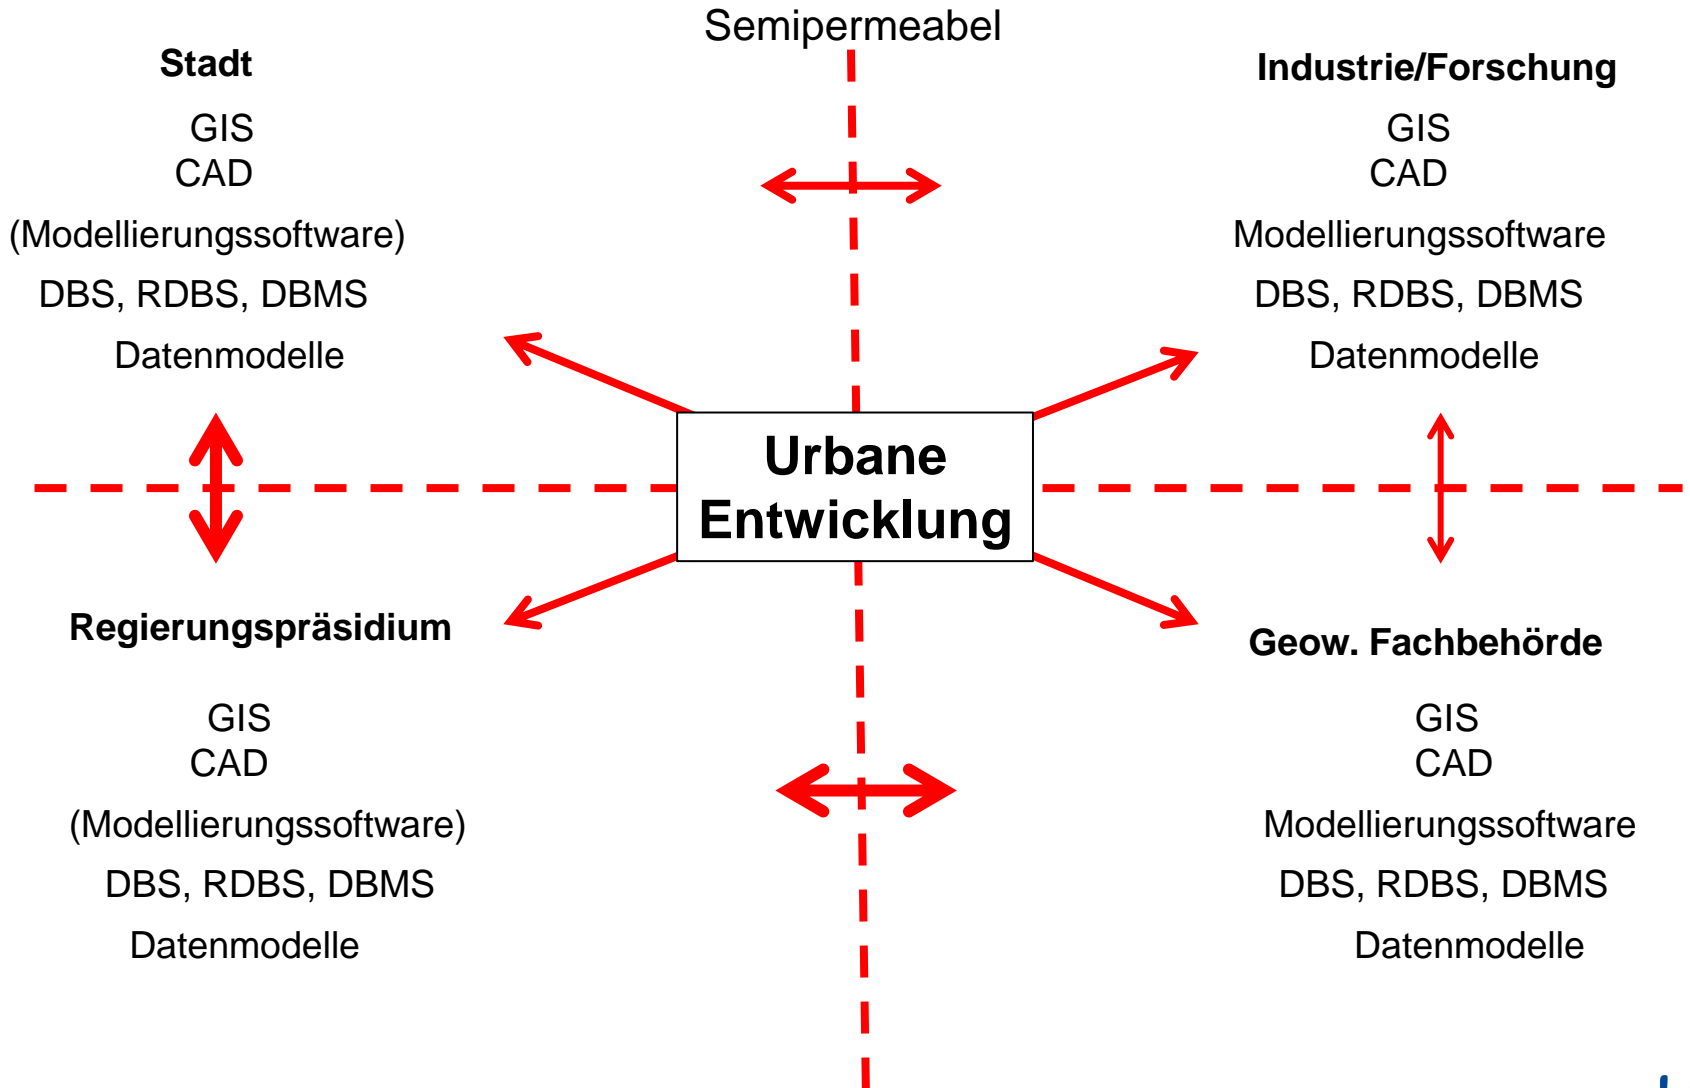 Semipermeabel
Stadt
GIS
CAD
(Modellierungssoftware)
DBS, RDBS, DBMS
Datenmodelle
Industrie/Forschung
GIS
CAD
Modellierungssoftware
DBS, RDBS, DBMS
Datenmodelle
Urbane
Entwicklung
Regierungspräsidium
GIS
CAD
(Modellierungssoftware)
DBS, RDBS, DBMS
Datenmodelle
Geow. Fachbehörde
GIS
CAD
Modellierungssoftware
DBS, RDBS, DBMS
Datenmodelle